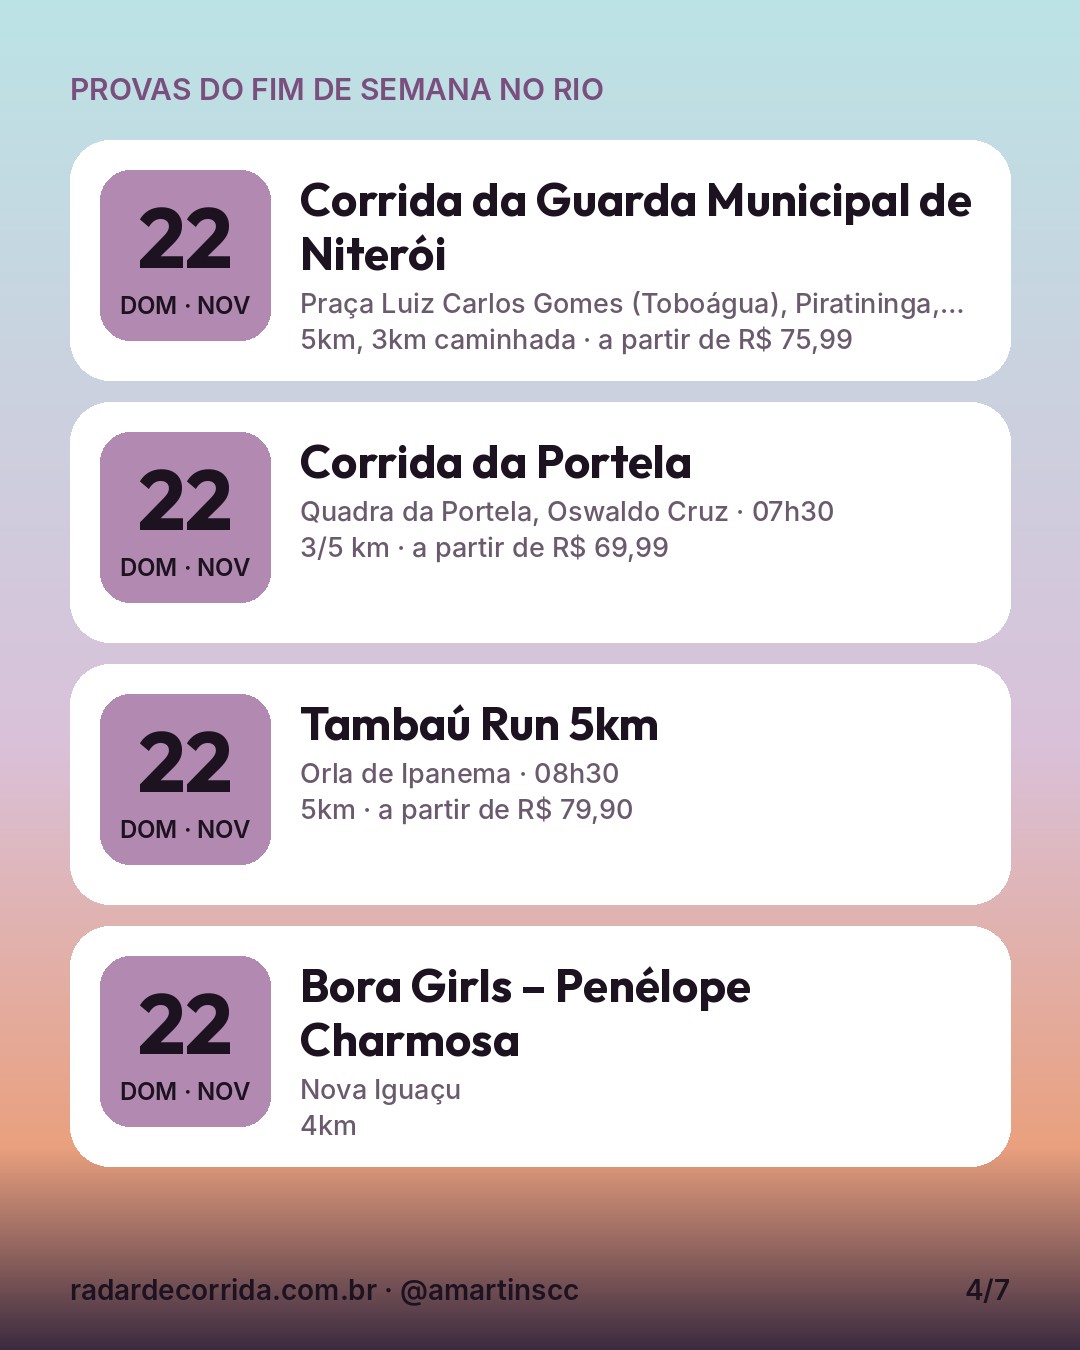 PROVAS DO FIM DE SEMANA NO RIO
22
DOM · NOV
Corrida da Guarda Municipal de
Niterói
Praça Luiz Carlos Gomes (Toboágua), Piratininga,...
5km, 3km caminhada · a partir de R$ 75,99
22
DOM · NOV
Corrida da Portela
Quadra da Portela, Oswaldo Cruz · 07h30
3/5 km · a partir de R$ 69,99
22
DOM · NOV
Tambaú Run 5km
Orla de Ipanema · 08h30
5km · a partir de R$ 79,90
22
DOM · NOV
Bora Girls – Penélope
Charmosa
Nova Iguaçu
4km
radardecorrida.com.br · @amartinscc
4/7